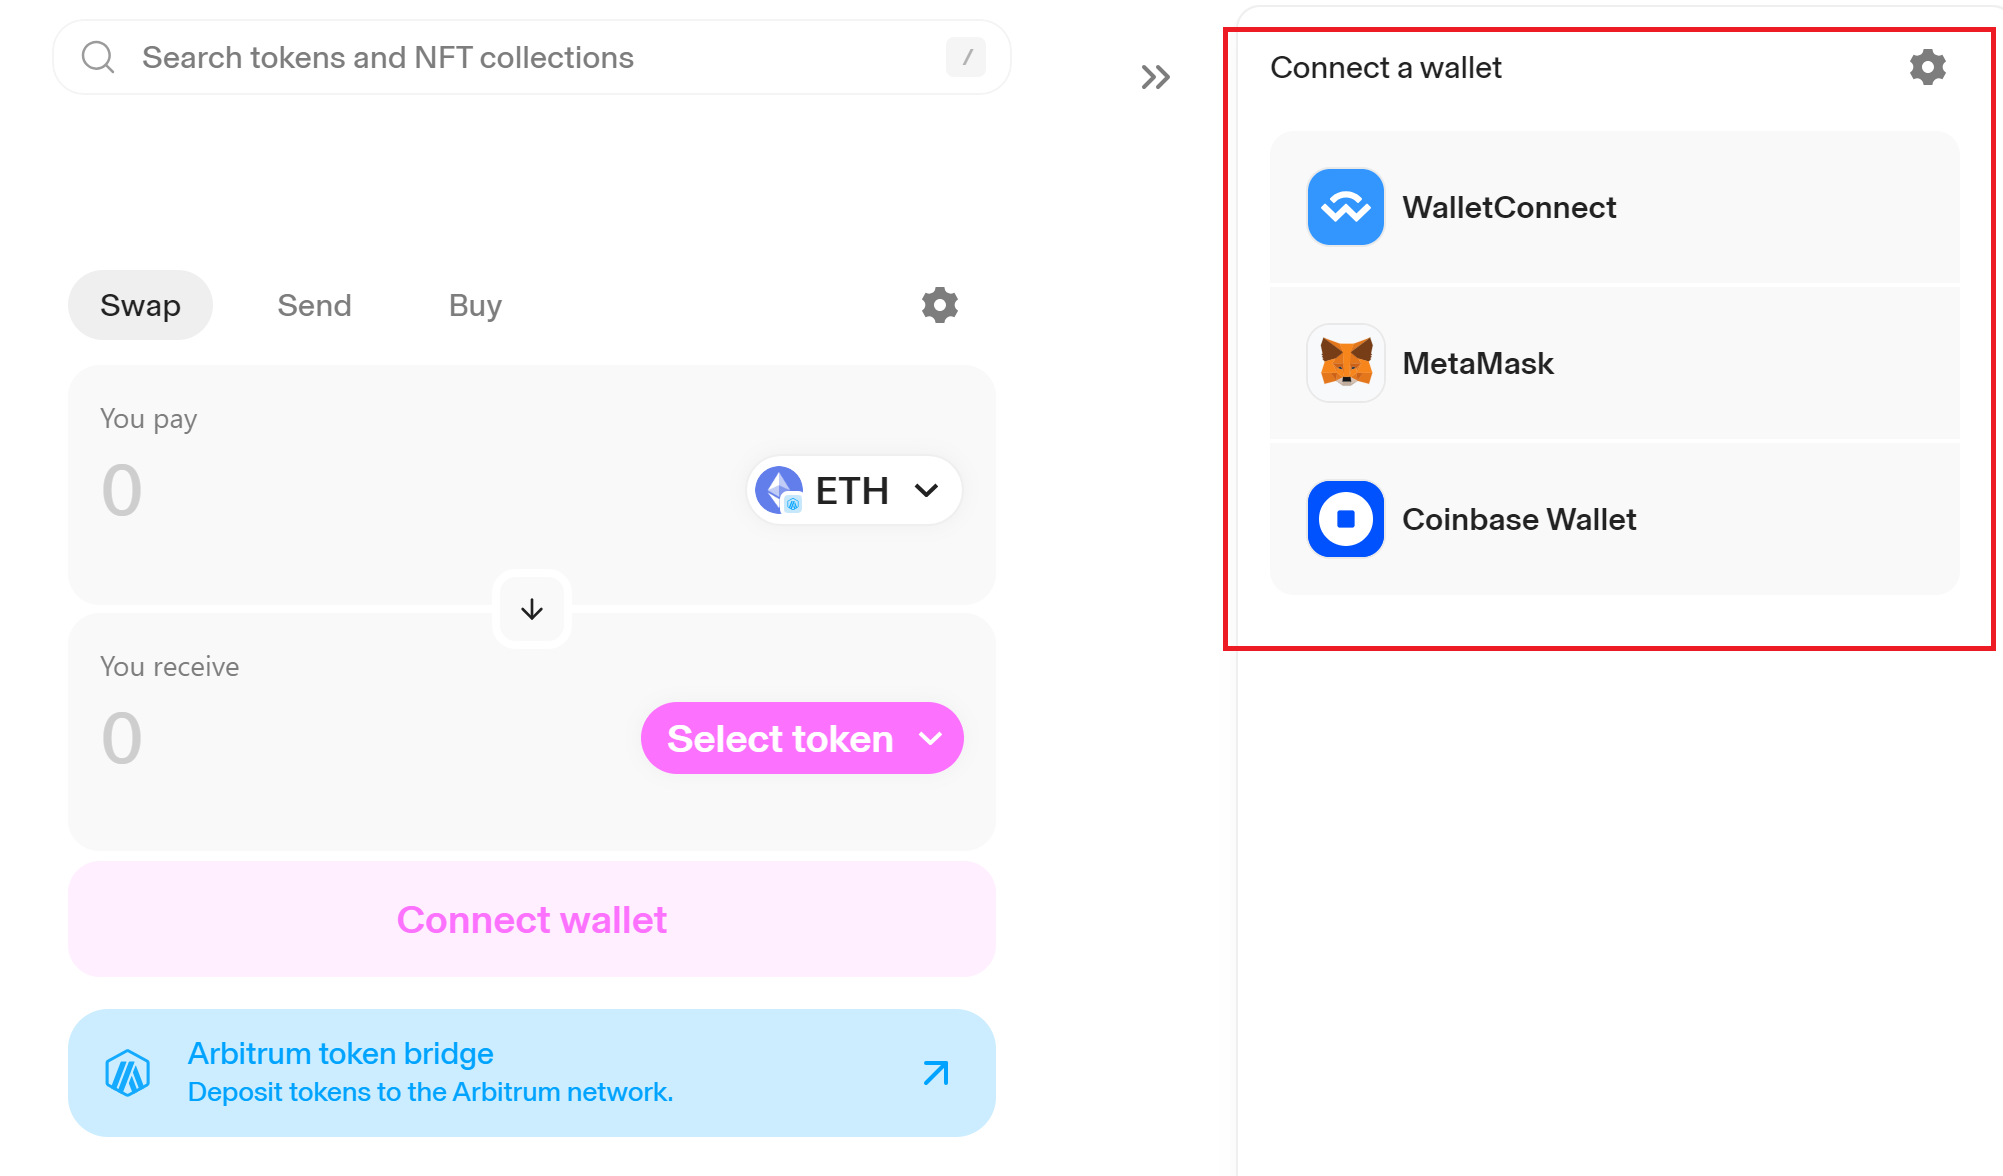 Search tokens and NFT collections
/
Swap
Send
Buy
You pay
0
ETH
You receive
0
Select token
Connect wallet
Arbitrum token bridge
Deposit tokens to the Arbitrum network.
Connect a wallet
WalletConnect
MetaMask
Coinbase Wallet